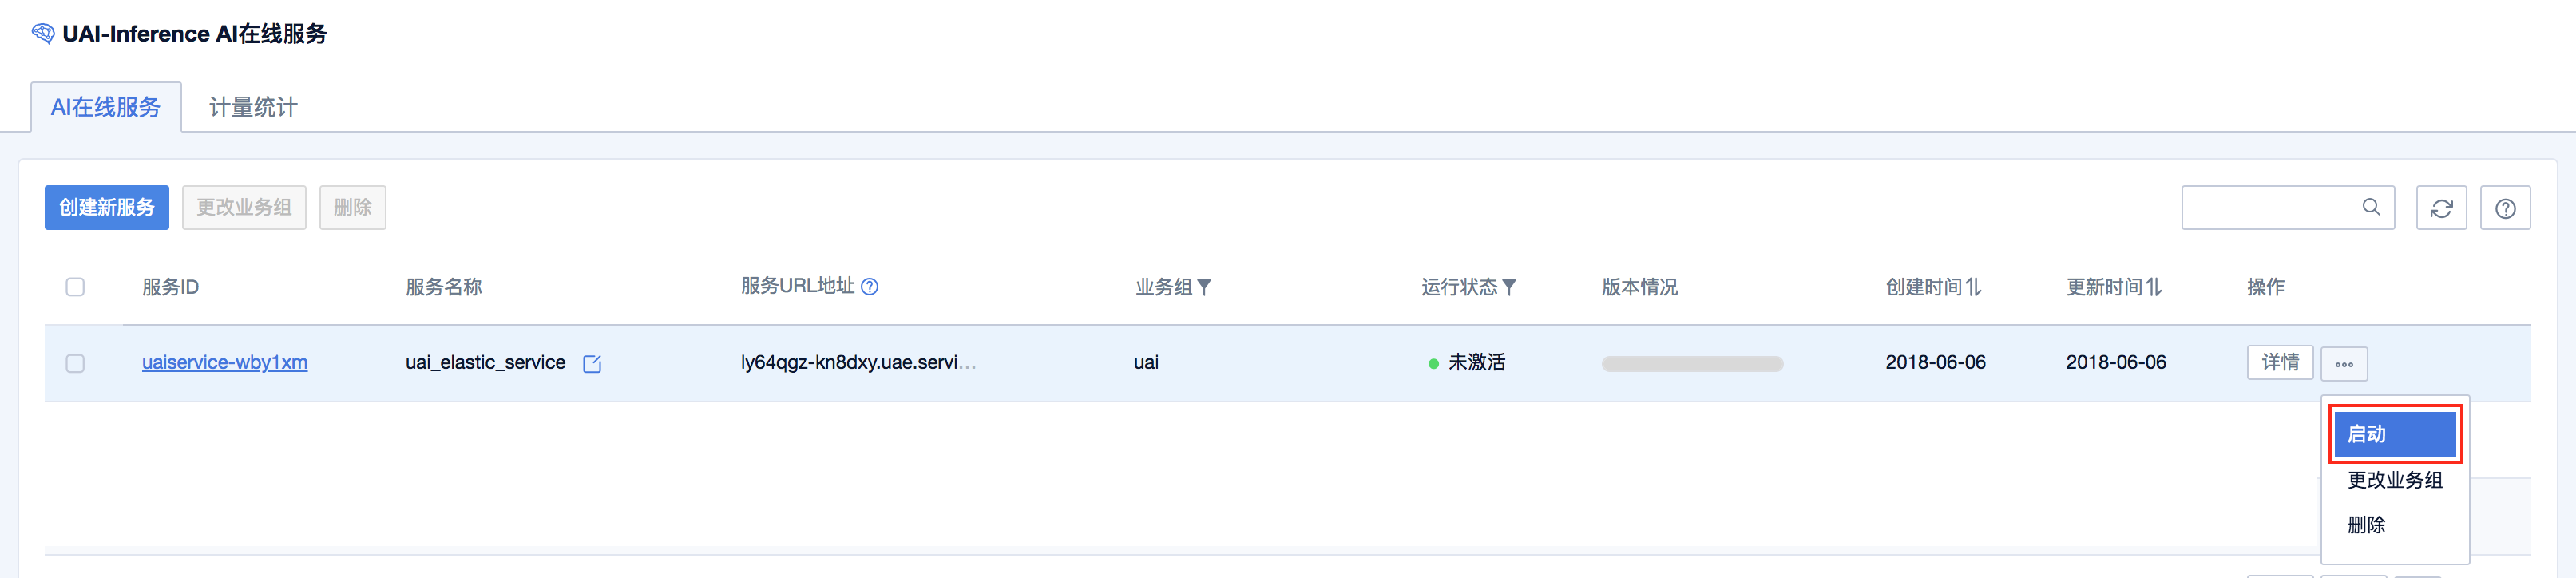 UAI-Inference AI在线服务
AI在线服务 计量统计
创建新服务 更改业务组 删除
服务ID 服务名称 服务URL地址 业务组 运行状态 版本情况 创建时间 更新时间 操作
uaiservice-wby1xm uai_elastic_service ly64qgz-kn8dxy.uae.servi... uai 未激活 2018-06-06 2018-06-06 详情
启动
更改业务组
删除